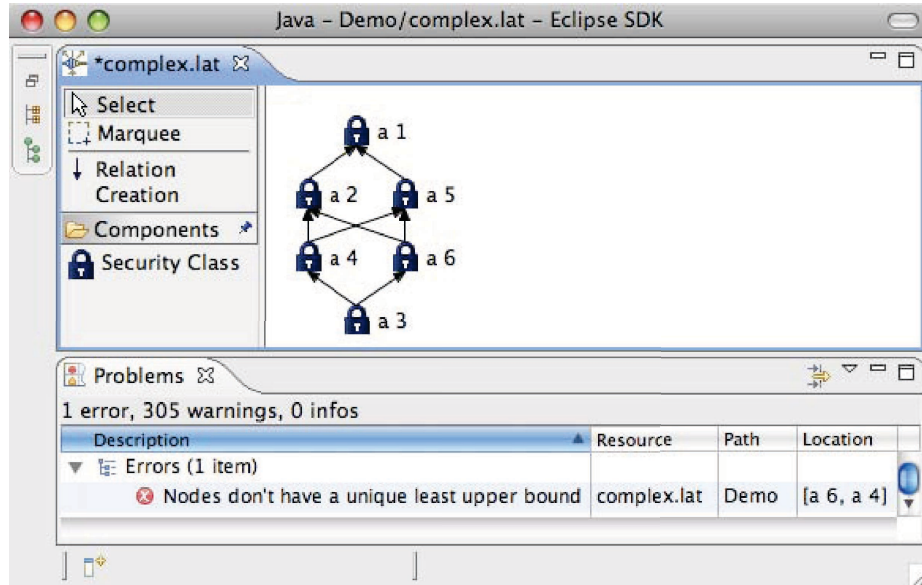 Java – Demo/complex.lat – Eclipse SDK
*complex.lat
Select
Marquee
Relation
Creation
Components
Security Class
a 1
a 2
a 5
a 4
a 6
a 3
Problems
1 error, 305 warnings, 0 infos
Description Resource Path Location
Errors (1 item)
Nodes don't have a unique least upper bound complex.lat Demo [a 6, a 4]